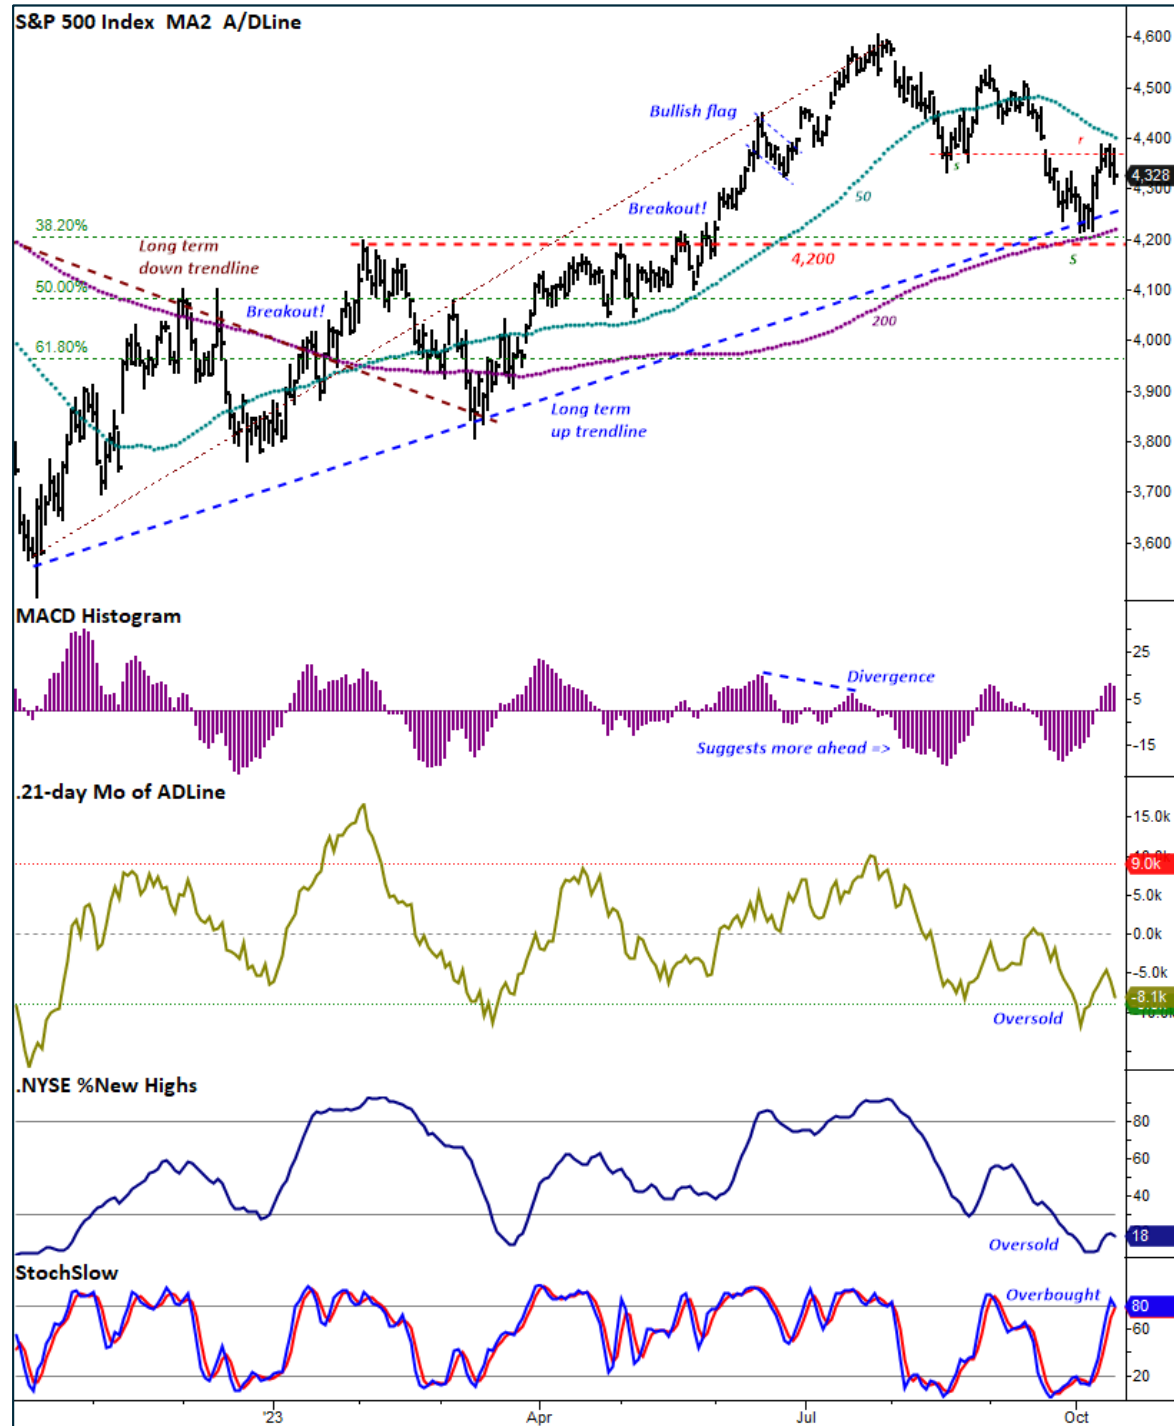 S&P 500 Index  MA2  A/DLine
4,600
4,500
Bullish flag
4,400
r
s
4,328
4,300
50
Breakout!
38.20%
Long term
down trendline
4,200
4,200
S
50.00%
4,100
Breakout!
200
61.80%
4,000
3,900
Long term
up trendline
3,800
3,700
3,600
MACD Histogram
25
Divergence
5
Suggests more ahead =>
-15
.21-day Mo of ADLine
15.0k
9.0k
5.0k
0.0k
-5.0k
-8.1k
Oversold
.NYSE %New Highs
80
60
40
18
Oversold
StochSlow
Overbought
80
60
20
'23
Apr
Jul
Oct